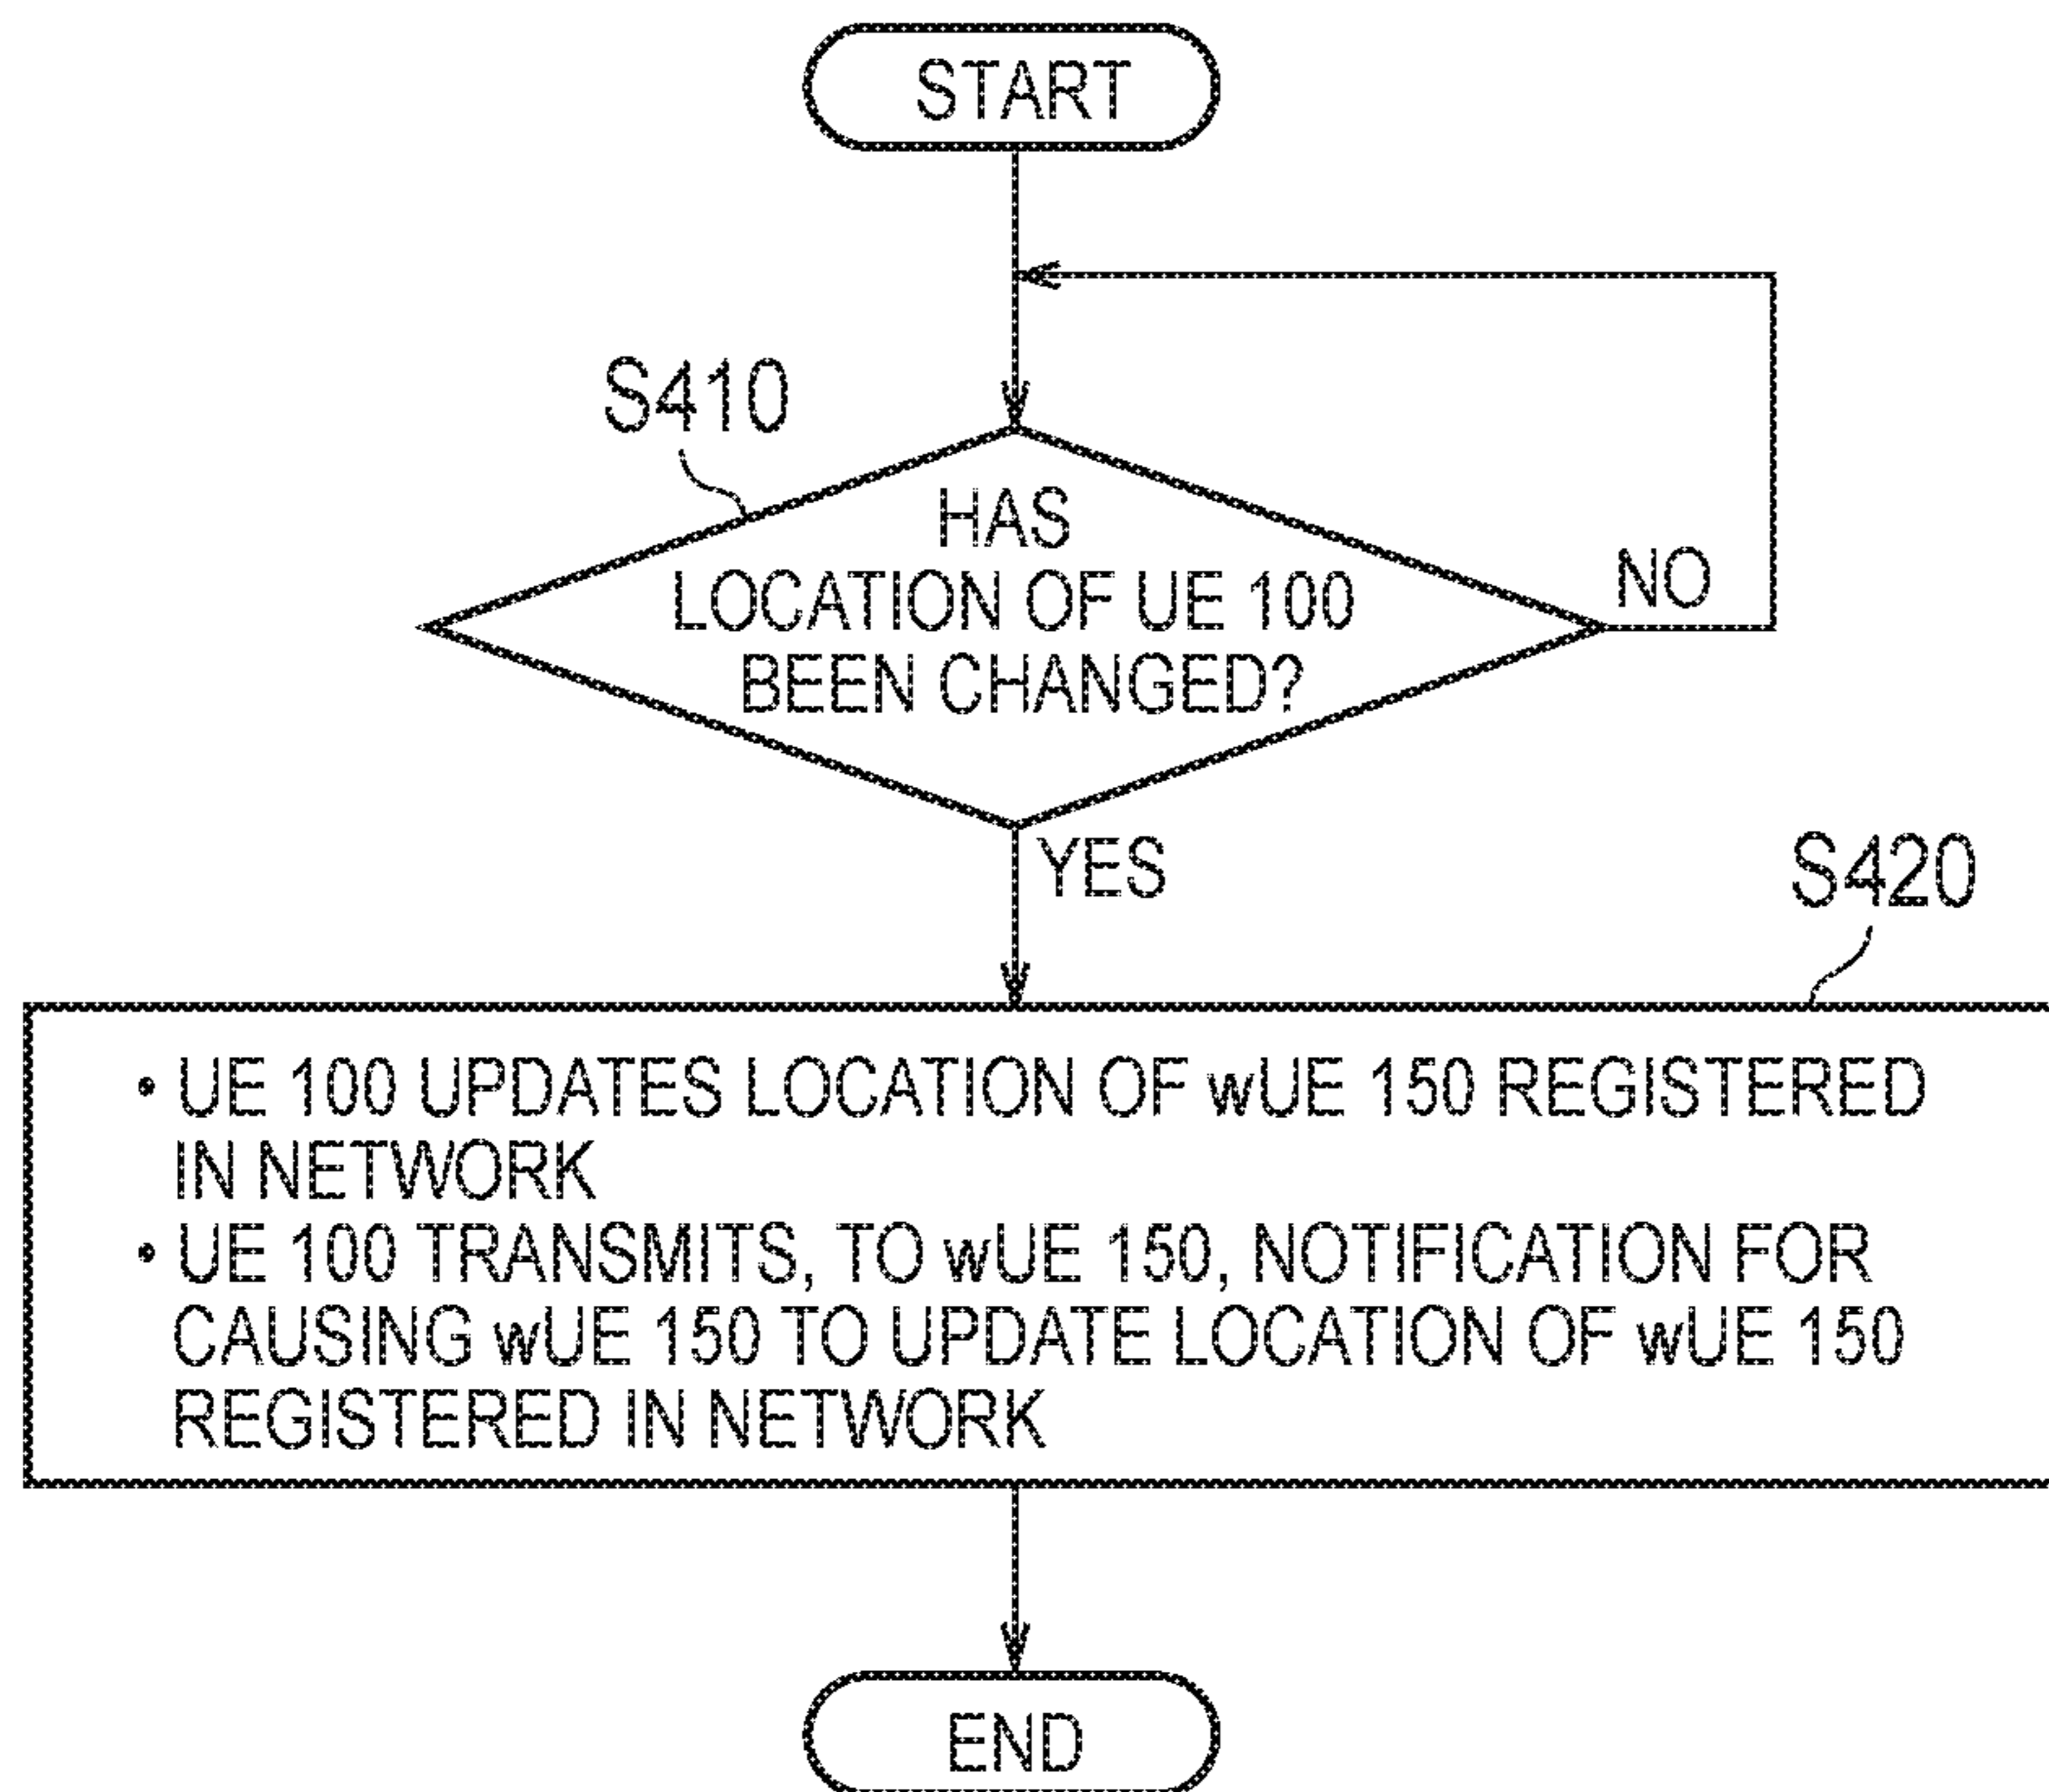 START
S410
HAS
LOCATION OF UE 100
BEEN CHANGED?
NO
YES
S420
• UE 100 UPDATES LOCATION OF wUE 150 REGISTERED
IN NETWORK
• UE 100 TRANSMITS, TO wUE 150, NOTIFICATION FOR
CAUSING wUE 150 TO UPDATE LOCATION OF wUE 150
REGISTERED IN NETWORK
END